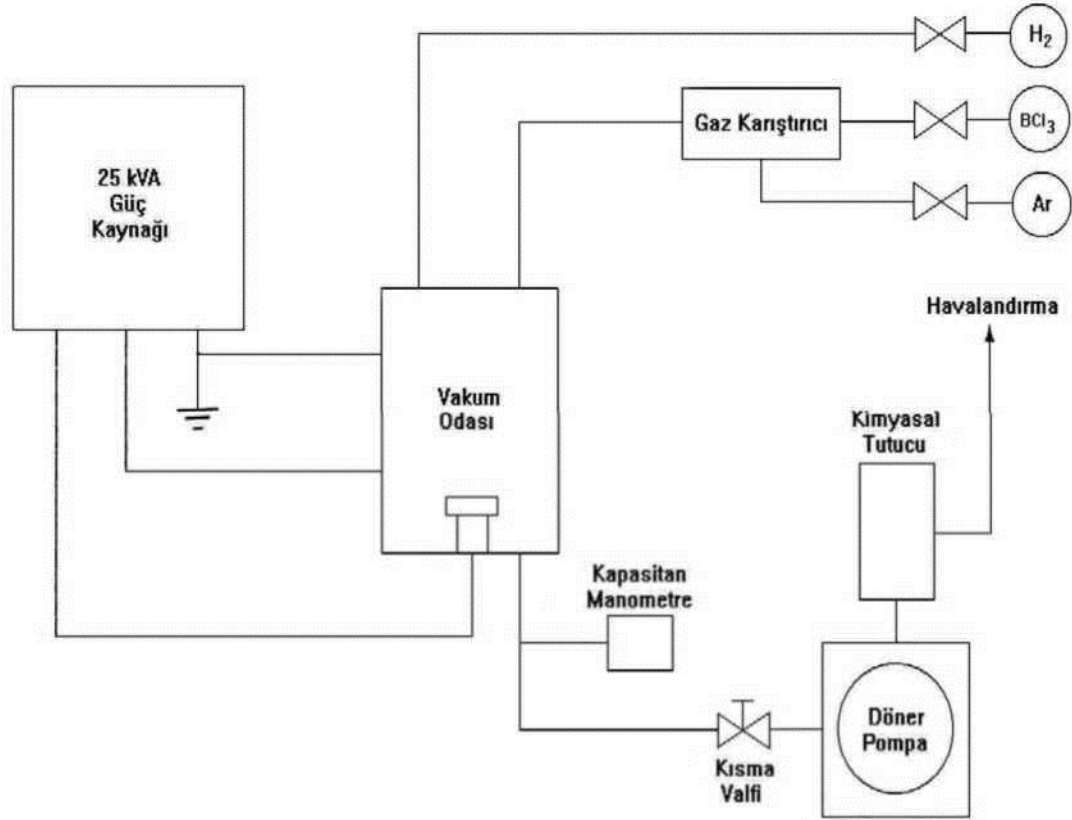 H2
Gaz Karıştırıcı
BCl3
Ar
25 kVA
Güç
Kaynağı
Havalandırma
Vakum
Odası
Kimyasal
Tutucu
Kapasitan
Manometre
Döner
Pompa
Kısma
Valfi